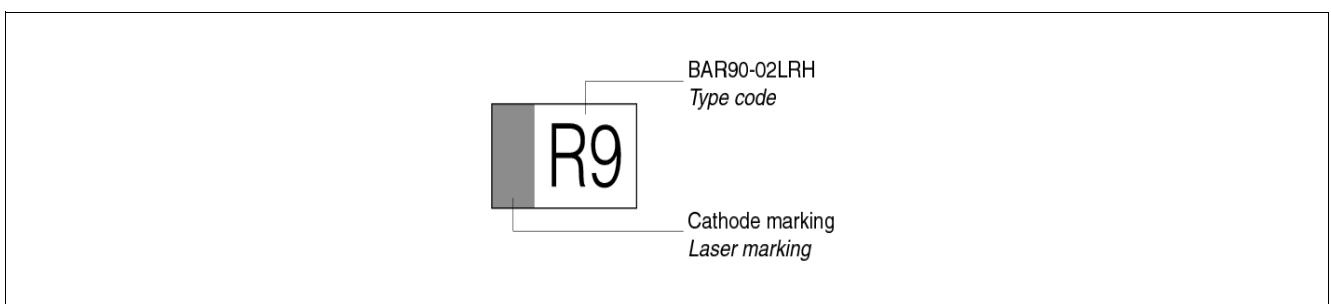 BAR90-02LRH
Type code
R9
Cathode marking
Laser marking